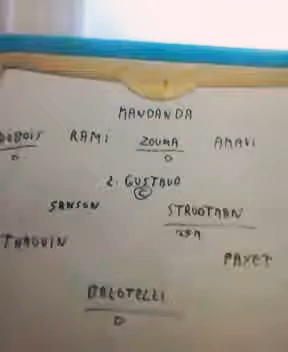 MANDANDA
DUBOIS RAMI ZOUMA AMAVI
D D
L. GUSTAVO
C
SANSON STROOTMAN
THAUVIN
PAYET
BALOTELLI
D